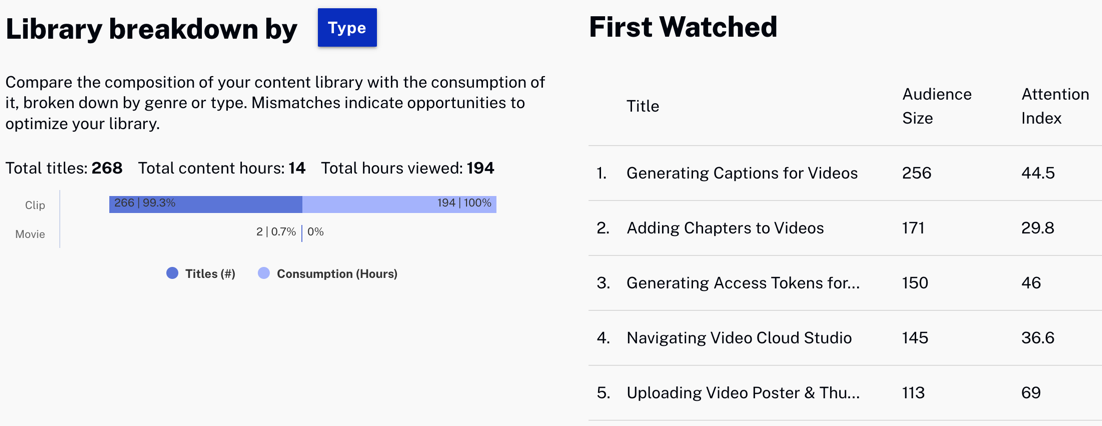 Library breakdown by Type
Compare the composition of your content library with the consumption of
it, broken down by genre or type. Mismatches indicate opportunities to
optimize your library.
Total titles: 268 Total content hours: 14 Total hours viewed: 194
Clip 266 | 99.3% 194 | 100%
Movie 2 | 0.7% 0%
Titles (#) Consumption (Hours)
First Watched
Title Audience Size Attention Index
1. Generating Captions for Videos 256 44.5
2. Adding Chapters to Videos 171 29.8
3. Generating Access Tokens for... 150 46
4. Navigating Video Cloud Studio 145 36.6
5. Uploading Video Poster & Thu... 113 69